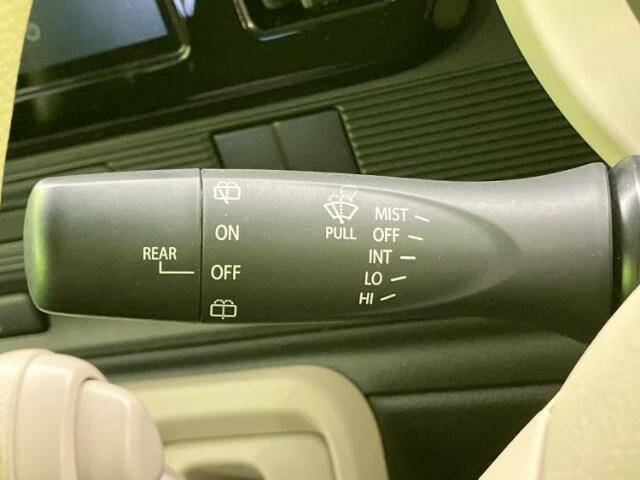 REAR
ON
OFF
PULL
MIST
OFF
INT
LO
HI